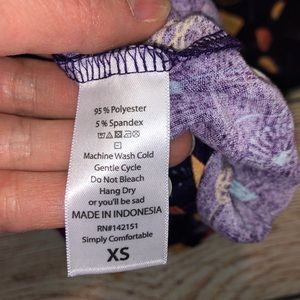 95% Polyester
5% Spandex
Machine Wash Cold
Gentle Cycle
Do Not Bleach
Hang Dry
or you'll be sad
MADE IN INDONESIA
RN#142151
Simply Comfortable
XS